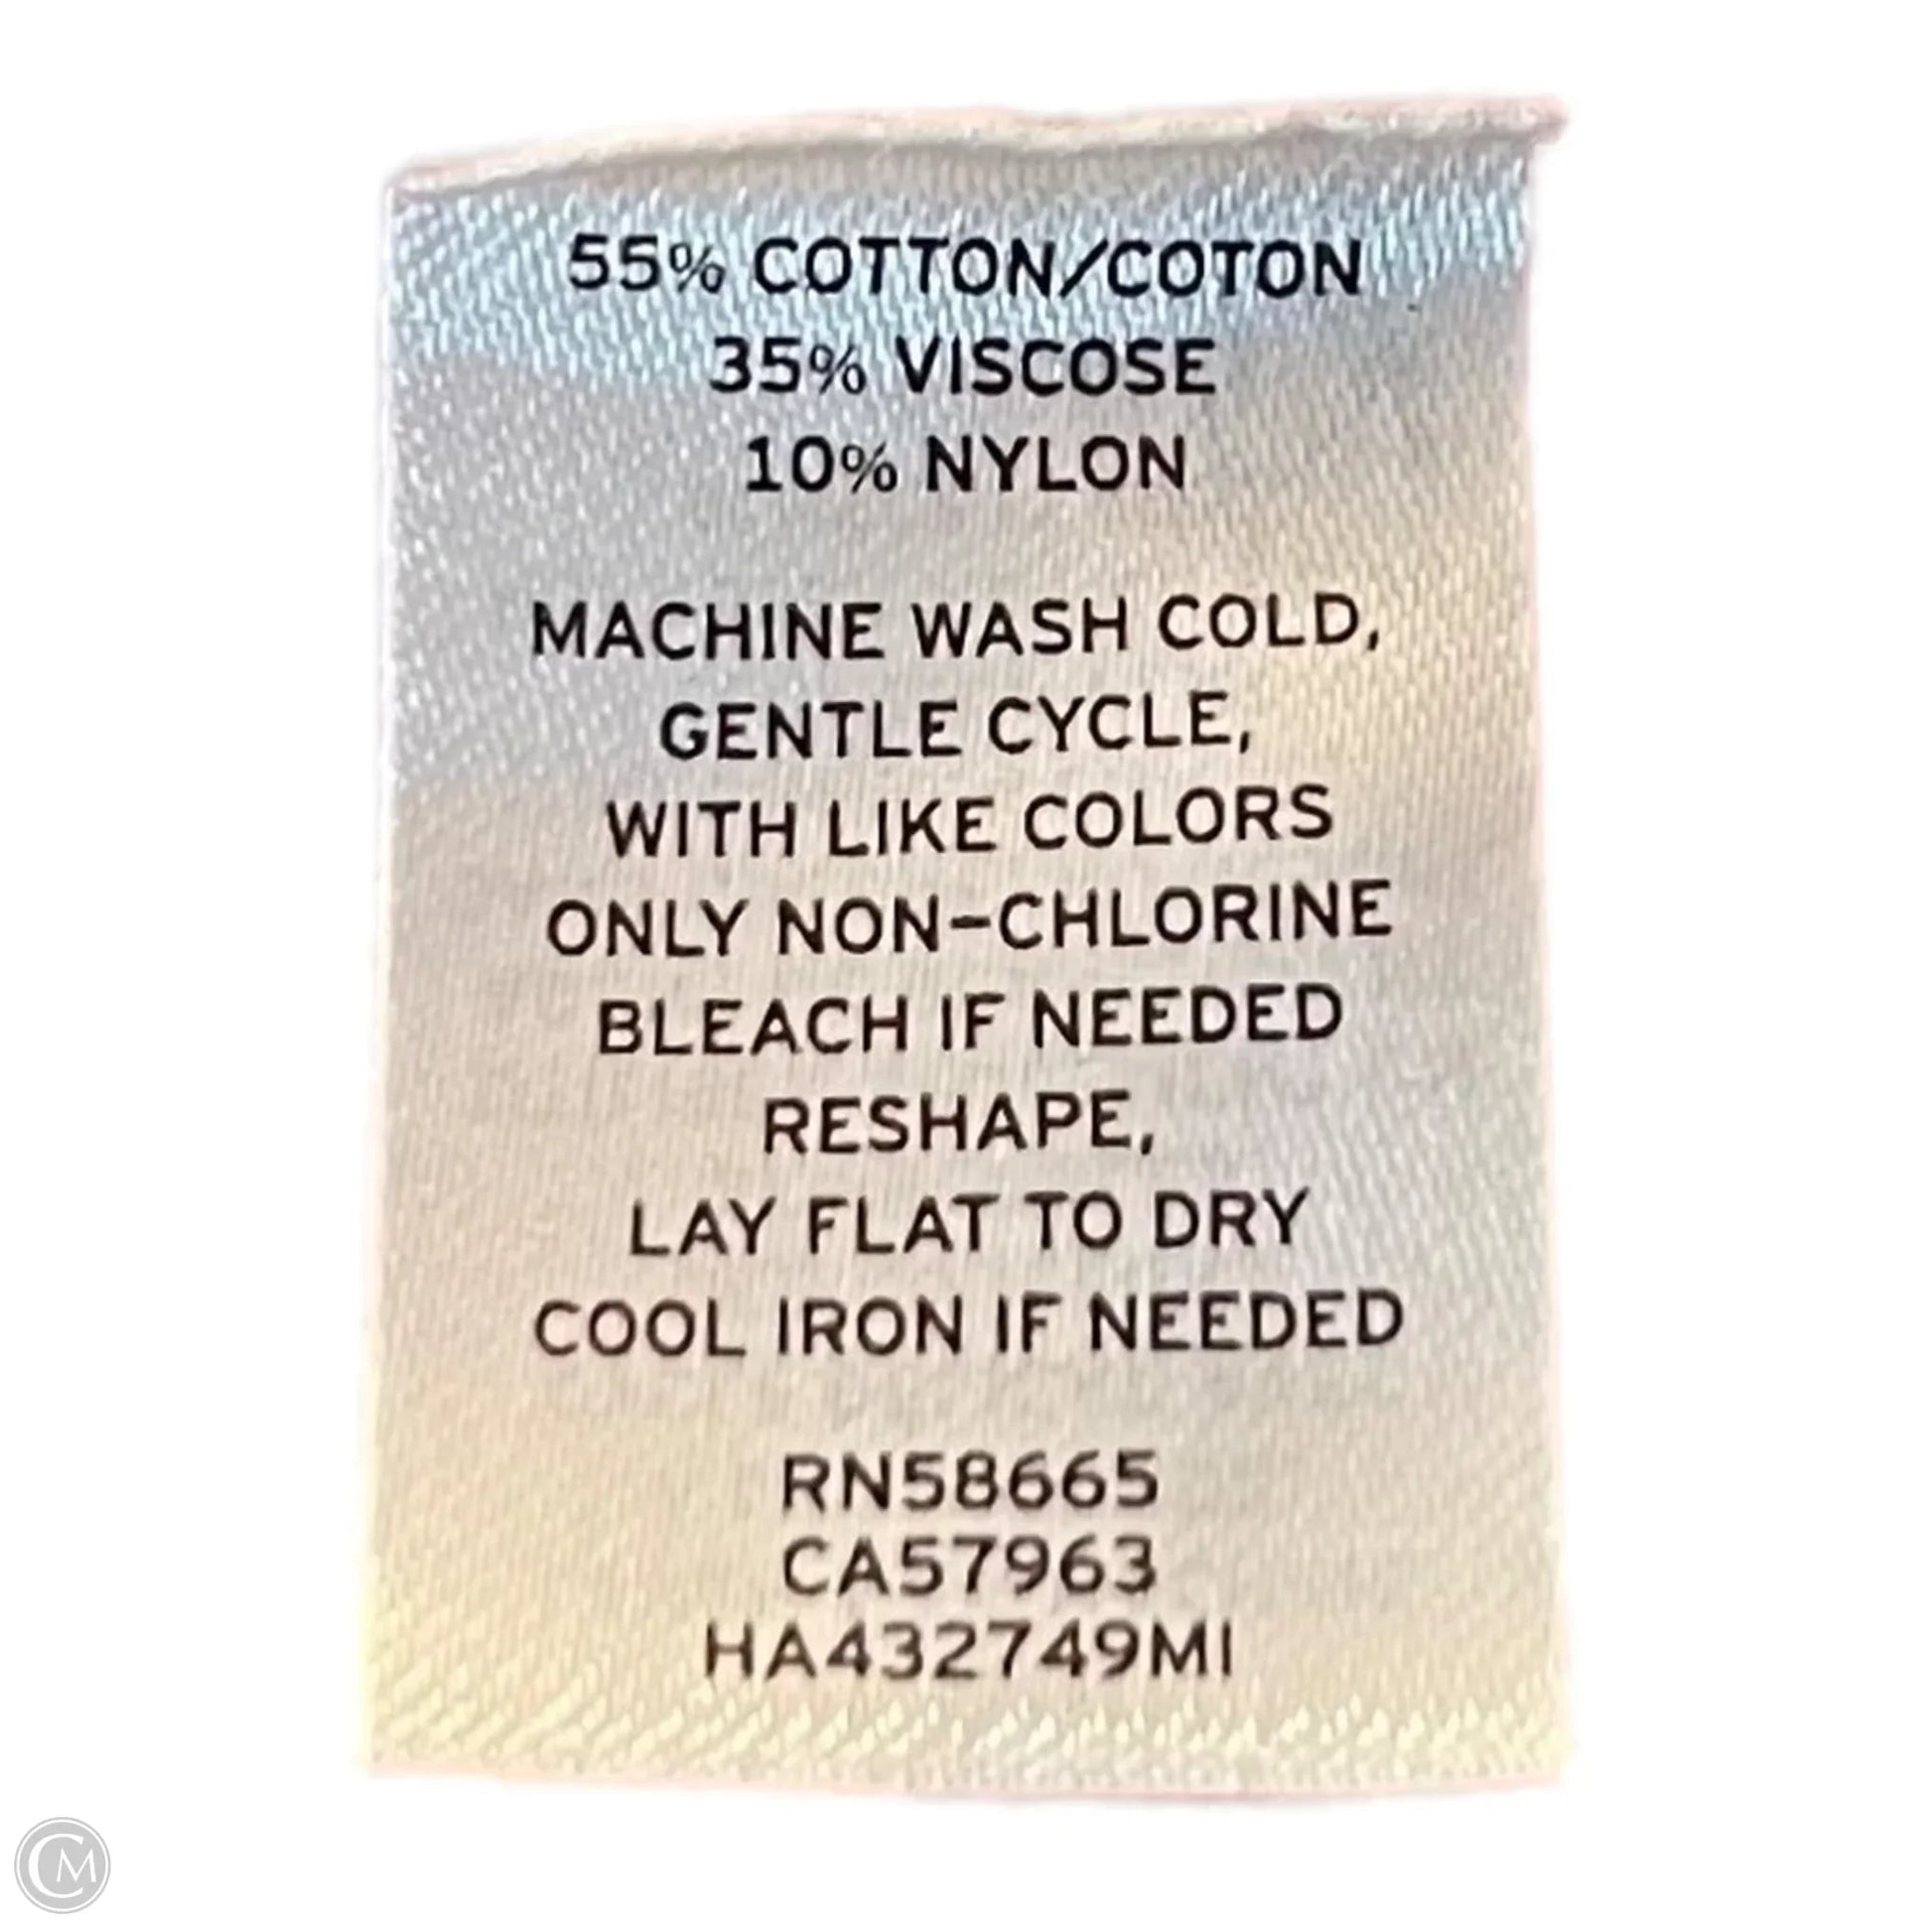 55% COTTON/COTON
35% VISCOSE
10% NYLON
MACHINE WASH COLD,
GENTLE CYCLE,
WITH LIKE COLORS
ONLY NON-CHLORINE
BLEACH IF NEEDED
RESHAPE,
LAY FLAT TO DRY
COOL IRON IF NEEDED
RN58665
CA57963
HA432749MI
CM